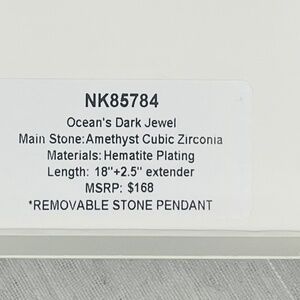 NK85784
Ocean's Dark Jewel
Main Stone:Amethyst Cubic Zirconia
Materials:Hematite Plating
Length: 18"+2.5" extender
MSRP: $168
*REMOVABLE STONE PENDANT